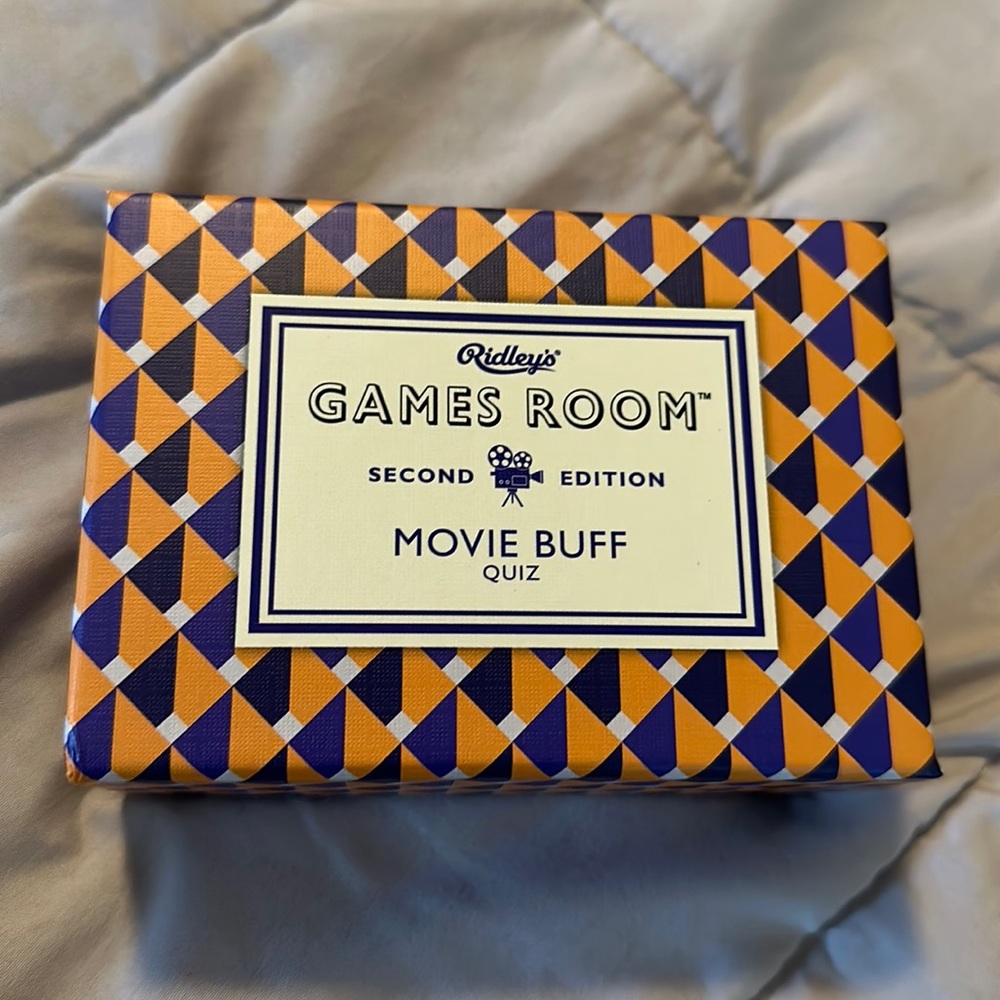 Ridley's®
GAMES ROOM™
SECOND EDITION
MOVIE BUFF
QUIZ